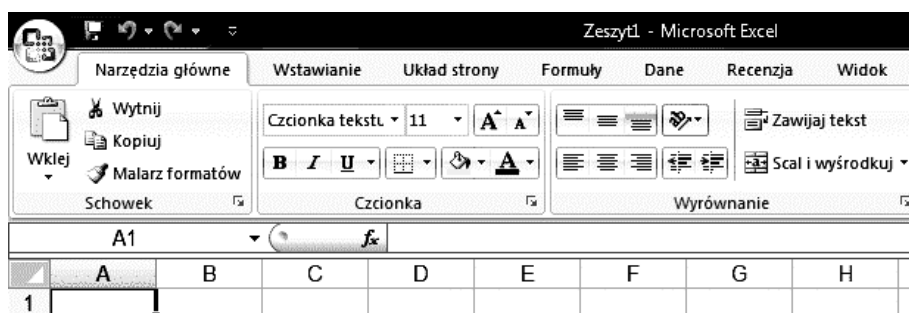 Zeszyt1 - Microsoft Excel
Narzędzia główne Wstawianie Układ strony Formuły Dane Recenzja Widok
Wklej
Wytnij
Kopiuj
Malarz formatów
Schowek
Czcionka tekstu 11 A A
B I U A
Czcionka
Zawijaj tekst
Scal i wyśrodkuj
Wyrównanie
A1 fx
A B C D E F G H
1